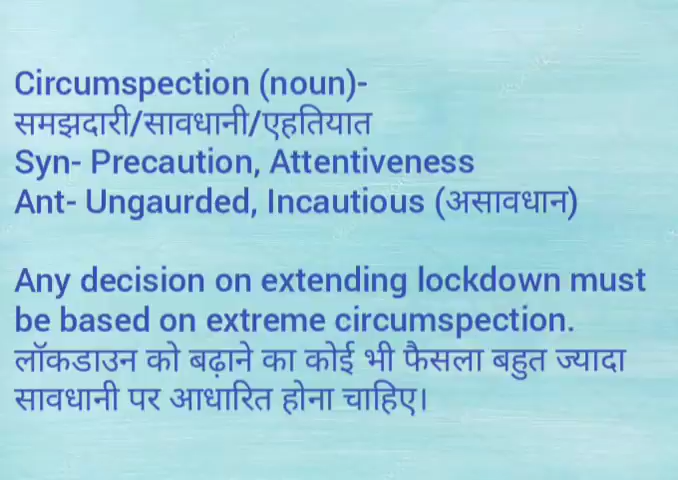 Circumspection (noun)-
समझदारी/सावधानी/एहतियात
Syn- Precaution, Attentiveness
Ant- Ungaurded, Incautious (असावधान)
Any decision on extending lockdown must
be based on extreme circumspection.
लॉकडाउन को बढ़ाने का कोई भी फैसला बहुत ज्यादा
सावधानी पर आधारित होना चाहिए।